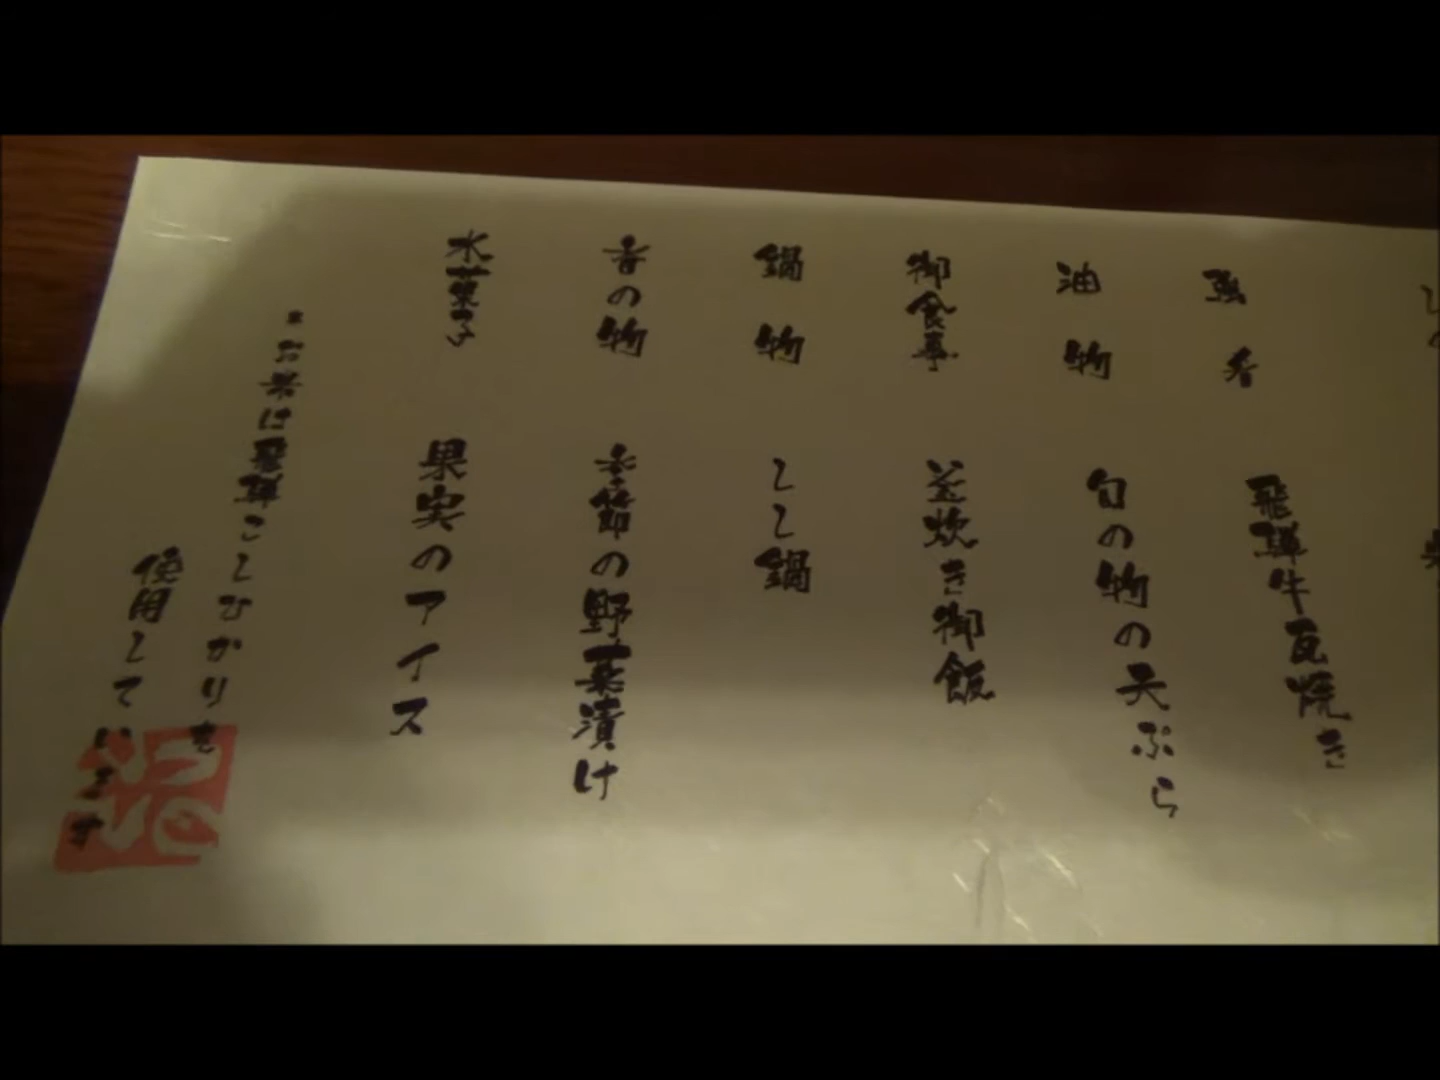 強肴 飛騨牛瓦焼き
油物 旬の物の天ぷら
御食事 釜炊き御飯
鍋物 しし鍋
香の物 季節の野菜漬け
水菓子 果実のアイス
*お米は飛騨こしひかりを
使用しています